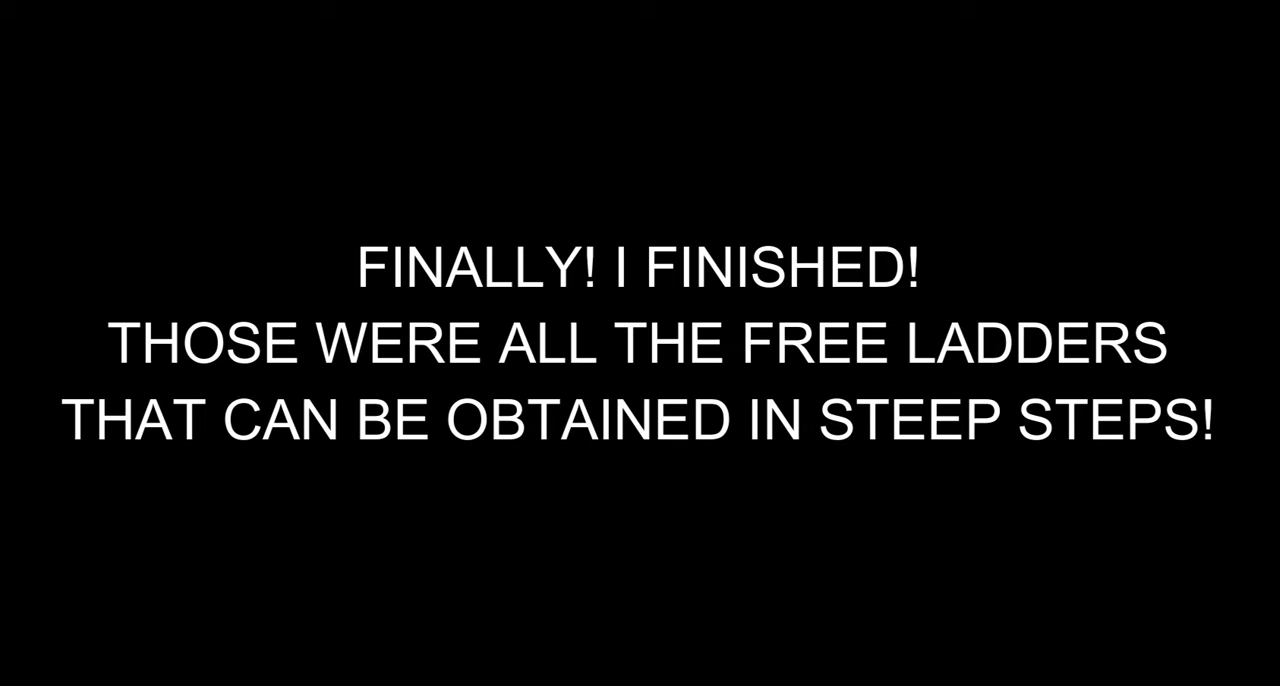 FINALLY! I FINISHED!
THOSE WERE ALL THE FREE LADDERS
THAT CAN BE OBTAINED IN STEEP STEPS!